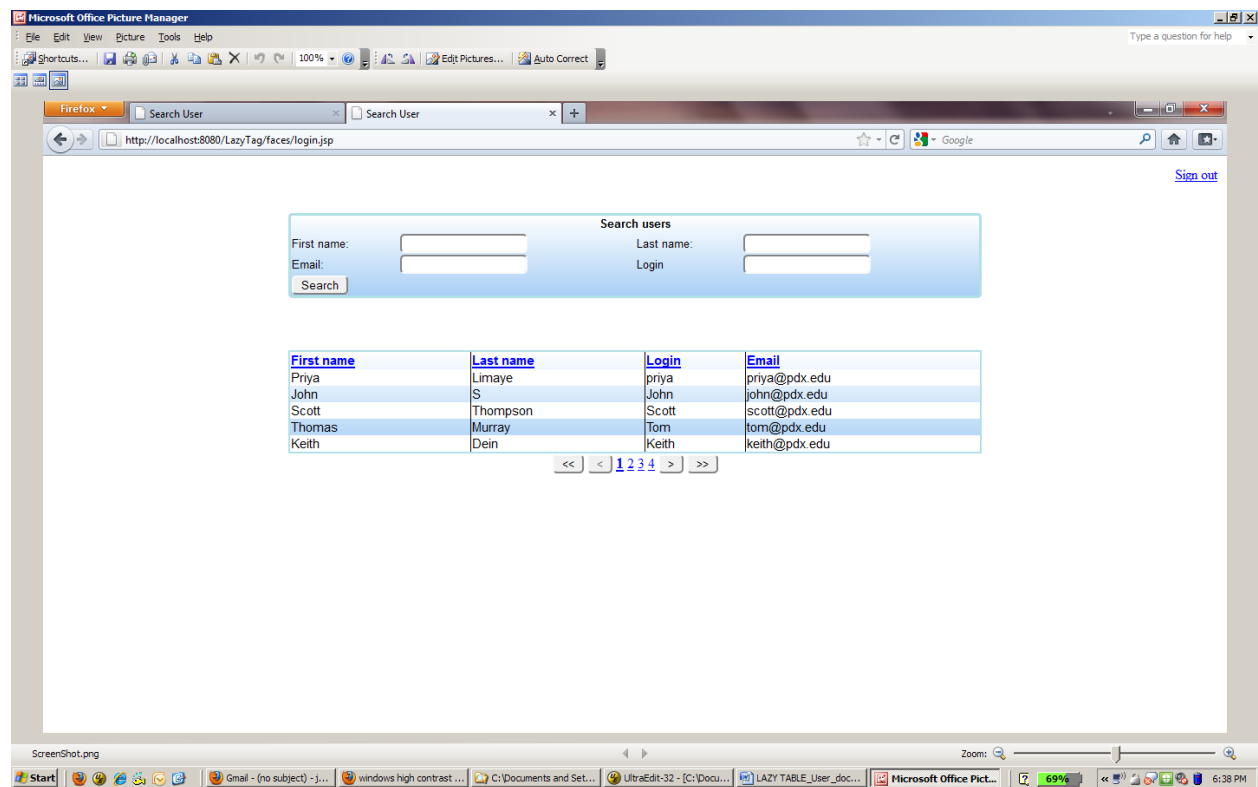 Microsoft Office Picture Manager
File Edit View Picture Tools Help Type a question for help
Shortcuts... 100% Edit Pictures... Auto Correct
Firefox Search User Search User
http://localhost:8080/LazyTag/faces/login.jsp Google
Sign out
Search users
First name: Last name:
Email: Login
Search
First name Last name Login Email
Priya Limaye priya priya@pdx.edu
John S John john@pdx.edu
Scott Thompson Scott scott@pdx.edu
Thomas Murray Tom tom@pdx.edu
Keith Dein Keith keith@pdx.edu
<< < 1 2 3 4 > >>
ScreenShot.png Zoom:
Start Gmail - (no subject) - j... windows high contrast ... C:\Documents and Set... UltraEdit-32 - [C:\Docu... LAZY TABLE_User_doc... Microsoft Office Pict... 69% 6:38 PM